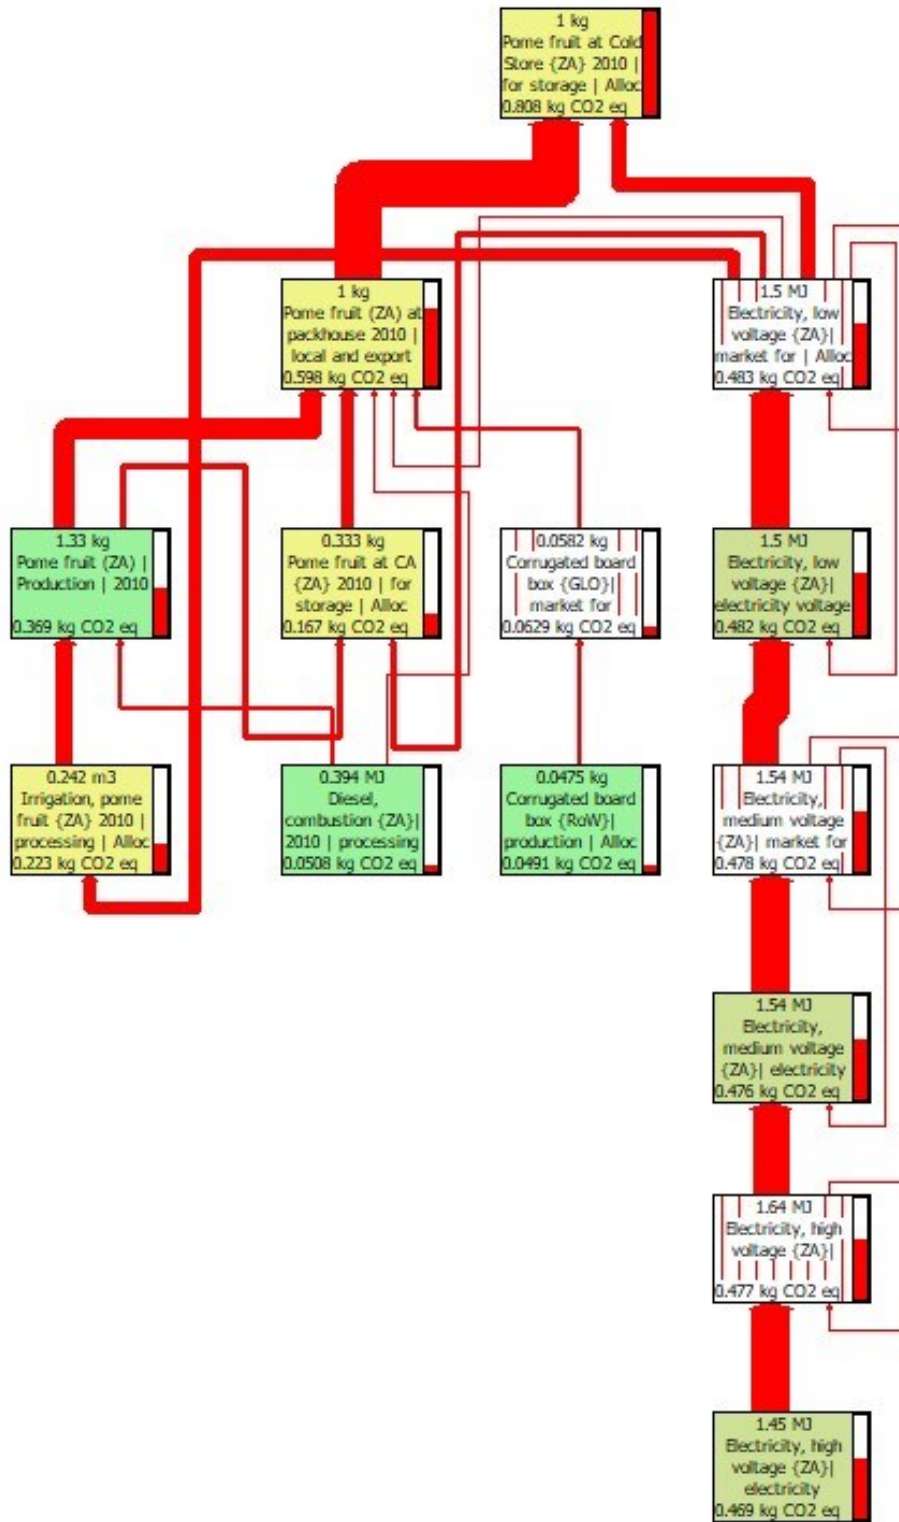 1 kg
Pome fruit at Cold
Store {ZA} 2010 |
for storage | Alloc
0.808 kg CO2 eq
1 kg
Pome fruit (ZA) at
packhouse 2010 |
local and export
0.598 kg CO2 eq
1.5 MJ
Electricity, low
voltage {ZA}|
market for | Alloc
0.483 kg CO2 eq
1.33 kg
Pome fruit (ZA) |
Production | 2010
0.369 kg CO2 eq
0.333 kg
Pome fruit at CA
{ZA} 2010 | for
storage | Alloc
0.167 kg CO2 eq
0.0582 kg
Corrugated board
box {GLO}|
market for
0.0629 kg CO2 eq
1.5 MJ
Electricity, low
voltage {ZA}|
electricity voltage
0.482 kg CO2 eq
0.242 m3
Irrigation, pome
fruit {ZA} 2010 |
processing | Alloc
0.223 kg CO2 eq
0.394 MJ
Diesel,
combustion {ZA}|
2010 | processing
0.0508 kg CO2 eq
0.0475 kg
Corrugated board
box {RoW}|
production | Alloc
0.0491 kg CO2 eq
1.54 MJ
Electricity,
medium voltage
{ZA}| market for
0.478 kg CO2 eq
1.54 MJ
Electricity,
medium voltage
{ZA}| electricity
0.476 kg CO2 eq
1.64 MJ
Electricity, high
voltage {ZA}|
0.477 kg CO2 eq
1.45 MJ
Electricity, high
voltage {ZA}|
electricity
0.469 kg CO2 eq